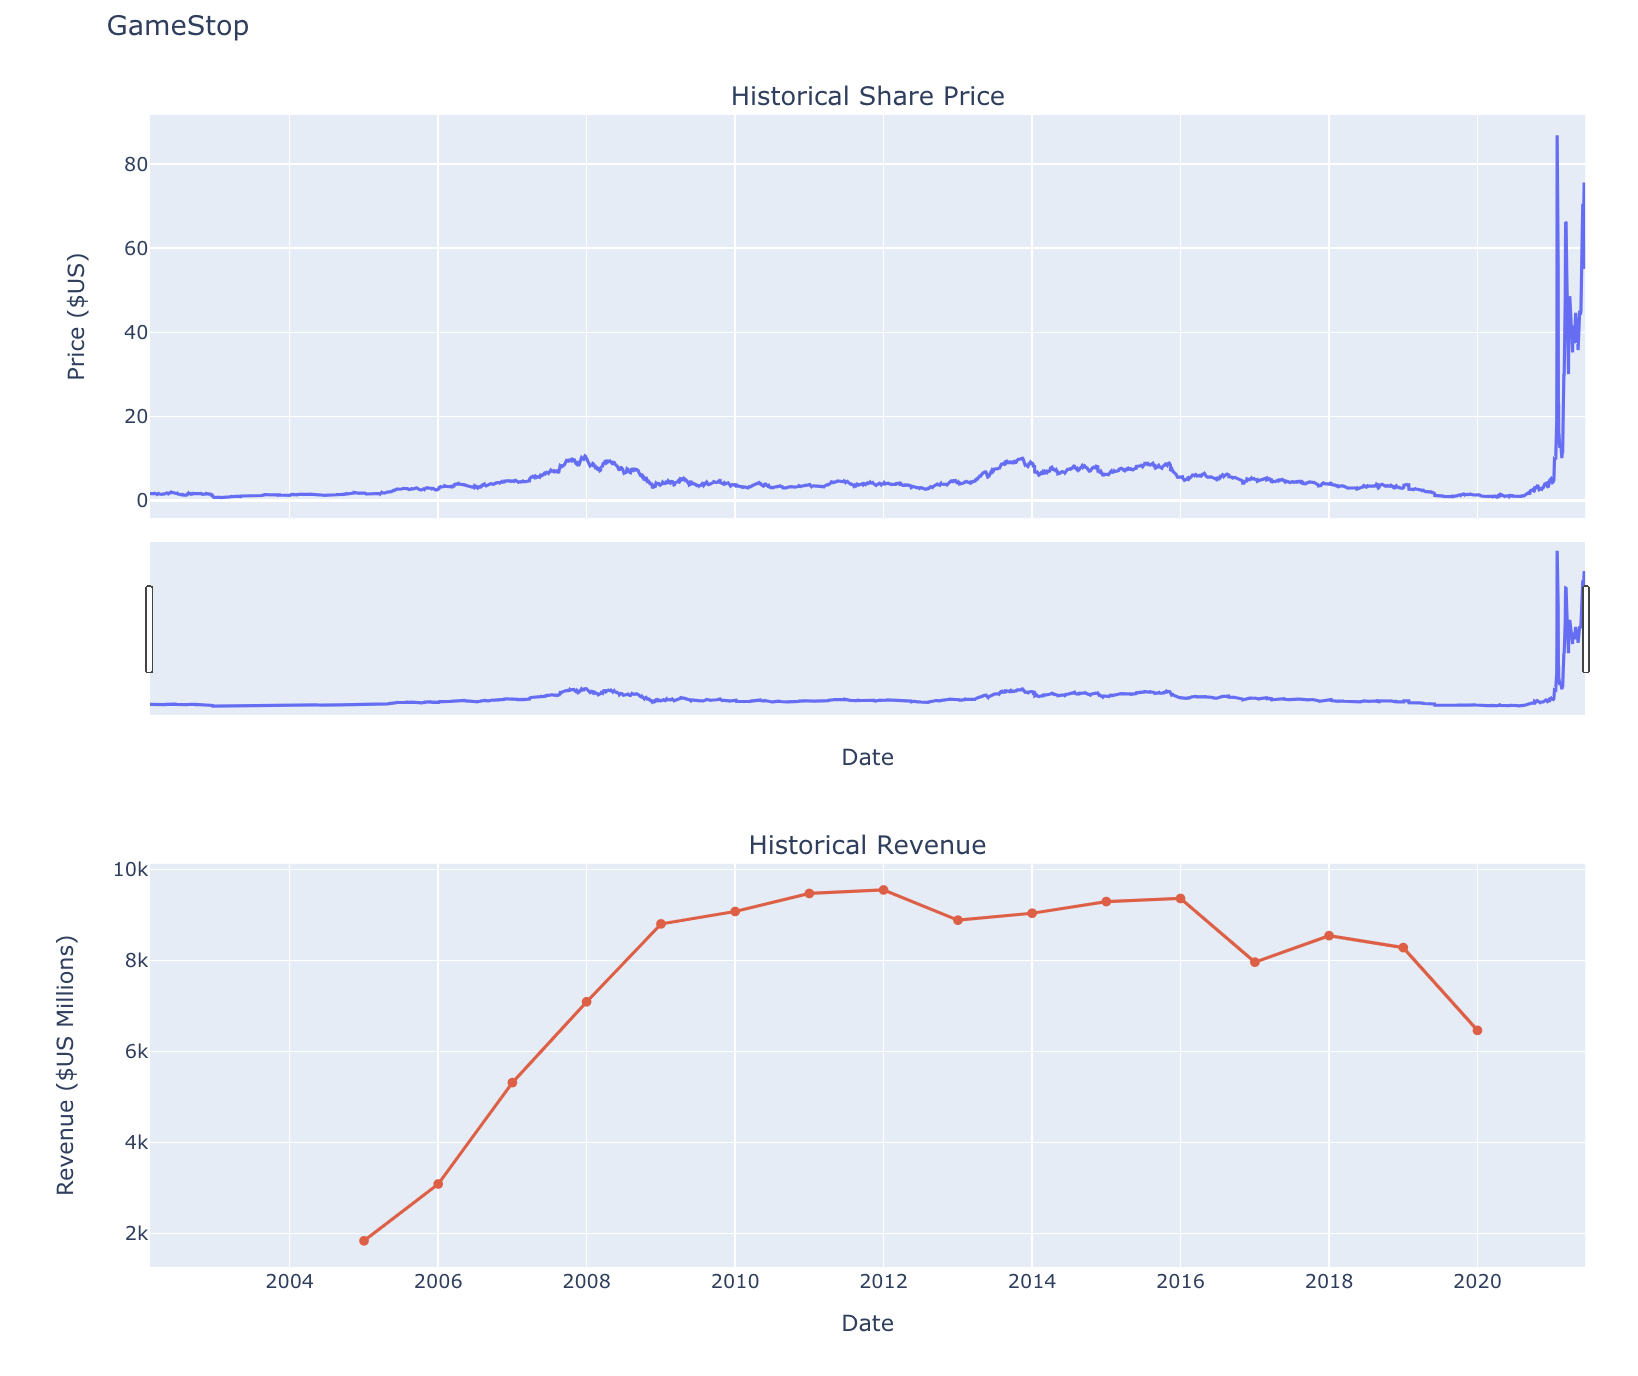 GameStop
Historical Share Price
80
60
40
20
0
Price ($US)
Date
Historical Revenue
10k
8k
6k
4k
2k
Revenue ($US Millions)
2004 2006 2008 2010 2012 2014 2016 2018 2020
Date